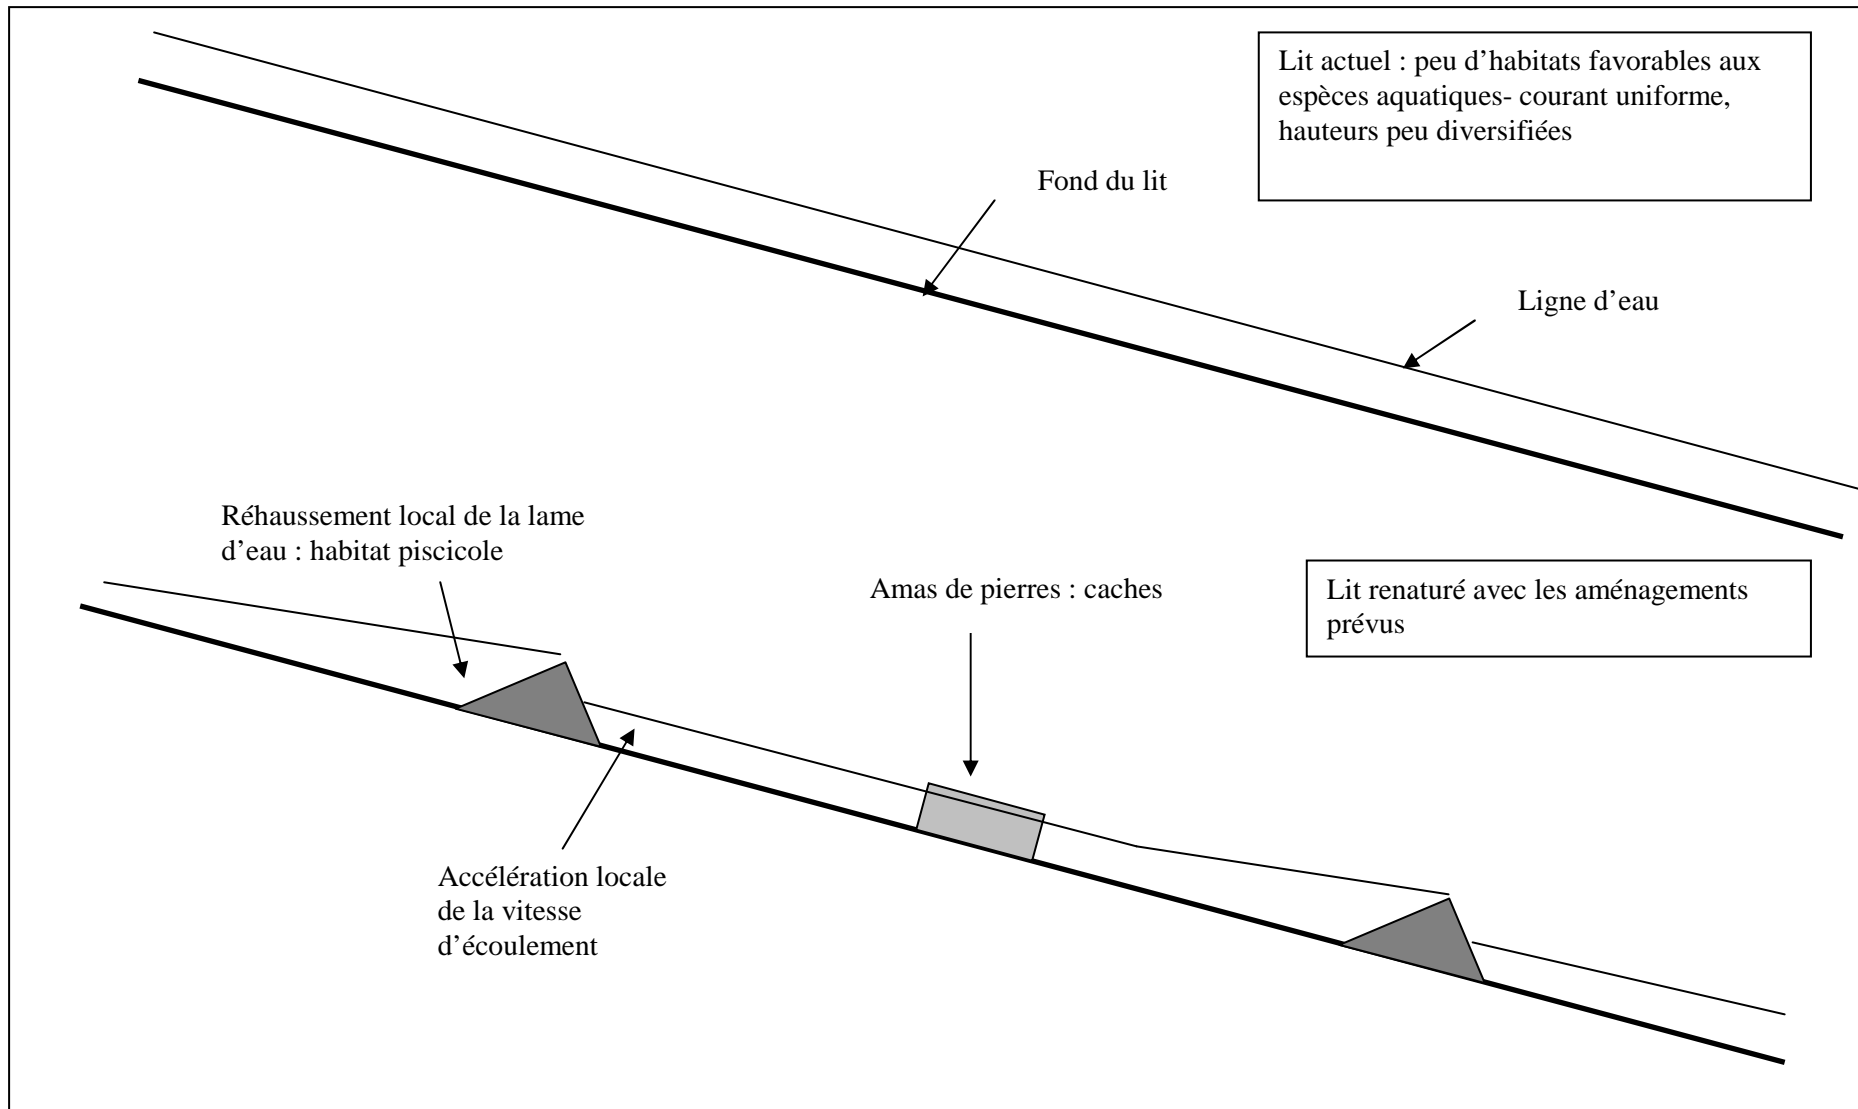 Lit actuel : peu d’habitats favorables aux
espèces aquatiques- courant uniforme,
hauteurs peu diversifiées
Fond du lit
Ligne d’eau
Réhaussement local de la lame
d’eau : habitat piscicole
Amas de pierres : caches
Lit renaturé avec les aménagements
prévus
Accélération locale
de la vitesse
d’écoulement